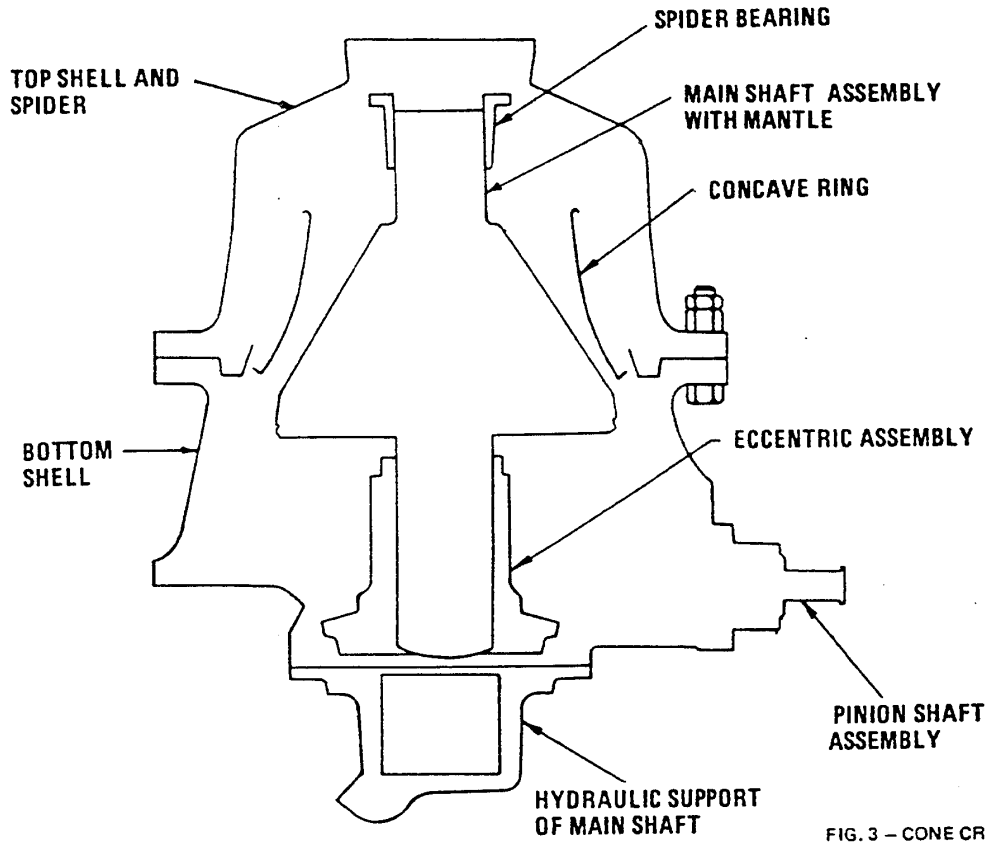 SPIDER BEARING
TOP SHELL AND
SPIDER
MAIN SHAFT ASSEMBLY
WITH MANTLE
CONCAVE RING
BOTTOM
SHELL
ECCENTRIC ASSEMBLY
PINION SHAFT
ASSEMBLY
HYDRAULIC SUPPORT
OF MAIN SHAFT
FIG. 3 – CONE CR